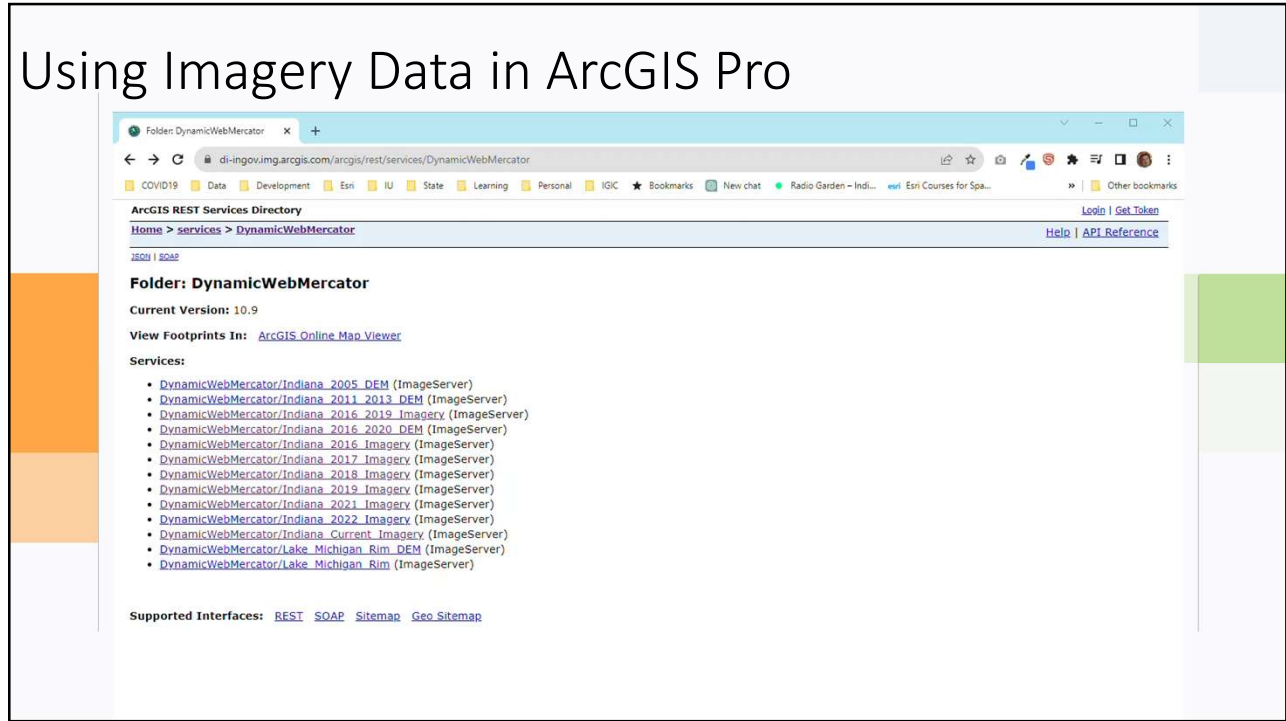 Using Imagery Data in ArcGIS Pro
Folder: DynamicWebMercator
di-ingov.img.arcgis.com/arcgis/rest/services/DynamicWebMercator
COVID19 Data Development Esri IU State Learning Personal IGIC Bookmarks New chat Radio Garden – Indi... esri Esri Courses for Spa... » Other bookmarks
ArcGIS REST Services Directory Login | Get Token
Home > services > DynamicWebMercator Help | API Reference
JSON | SOAP
Folder: DynamicWebMercator
Current Version: 10.9
View Footprints In: ArcGIS Online Map Viewer
Services:
• DynamicWebMercator/Indiana_2005_DEM (ImageServer)
• DynamicWebMercator/Indiana_2011_2013_DEM (ImageServer)
• DynamicWebMercator/Indiana_2016_2019_Imagery (ImageServer)
• DynamicWebMercator/Indiana_2016_2020_DEM (ImageServer)
• DynamicWebMercator/Indiana_2016_Imagery (ImageServer)
• DynamicWebMercator/Indiana_2017_Imagery (ImageServer)
• DynamicWebMercator/Indiana_2018_Imagery (ImageServer)
• DynamicWebMercator/Indiana_2019_Imagery (ImageServer)
• DynamicWebMercator/Indiana_2021_Imagery (ImageServer)
• DynamicWebMercator/Indiana_2022_Imagery (ImageServer)
• DynamicWebMercator/Indiana_Current_Imagery (ImageServer)
• DynamicWebMercator/Lake_Michigan_Rim_DEM (ImageServer)
• DynamicWebMercator/Lake_Michigan_Rim (ImageServer)
Supported Interfaces: REST SOAP Sitemap Geo Sitemap